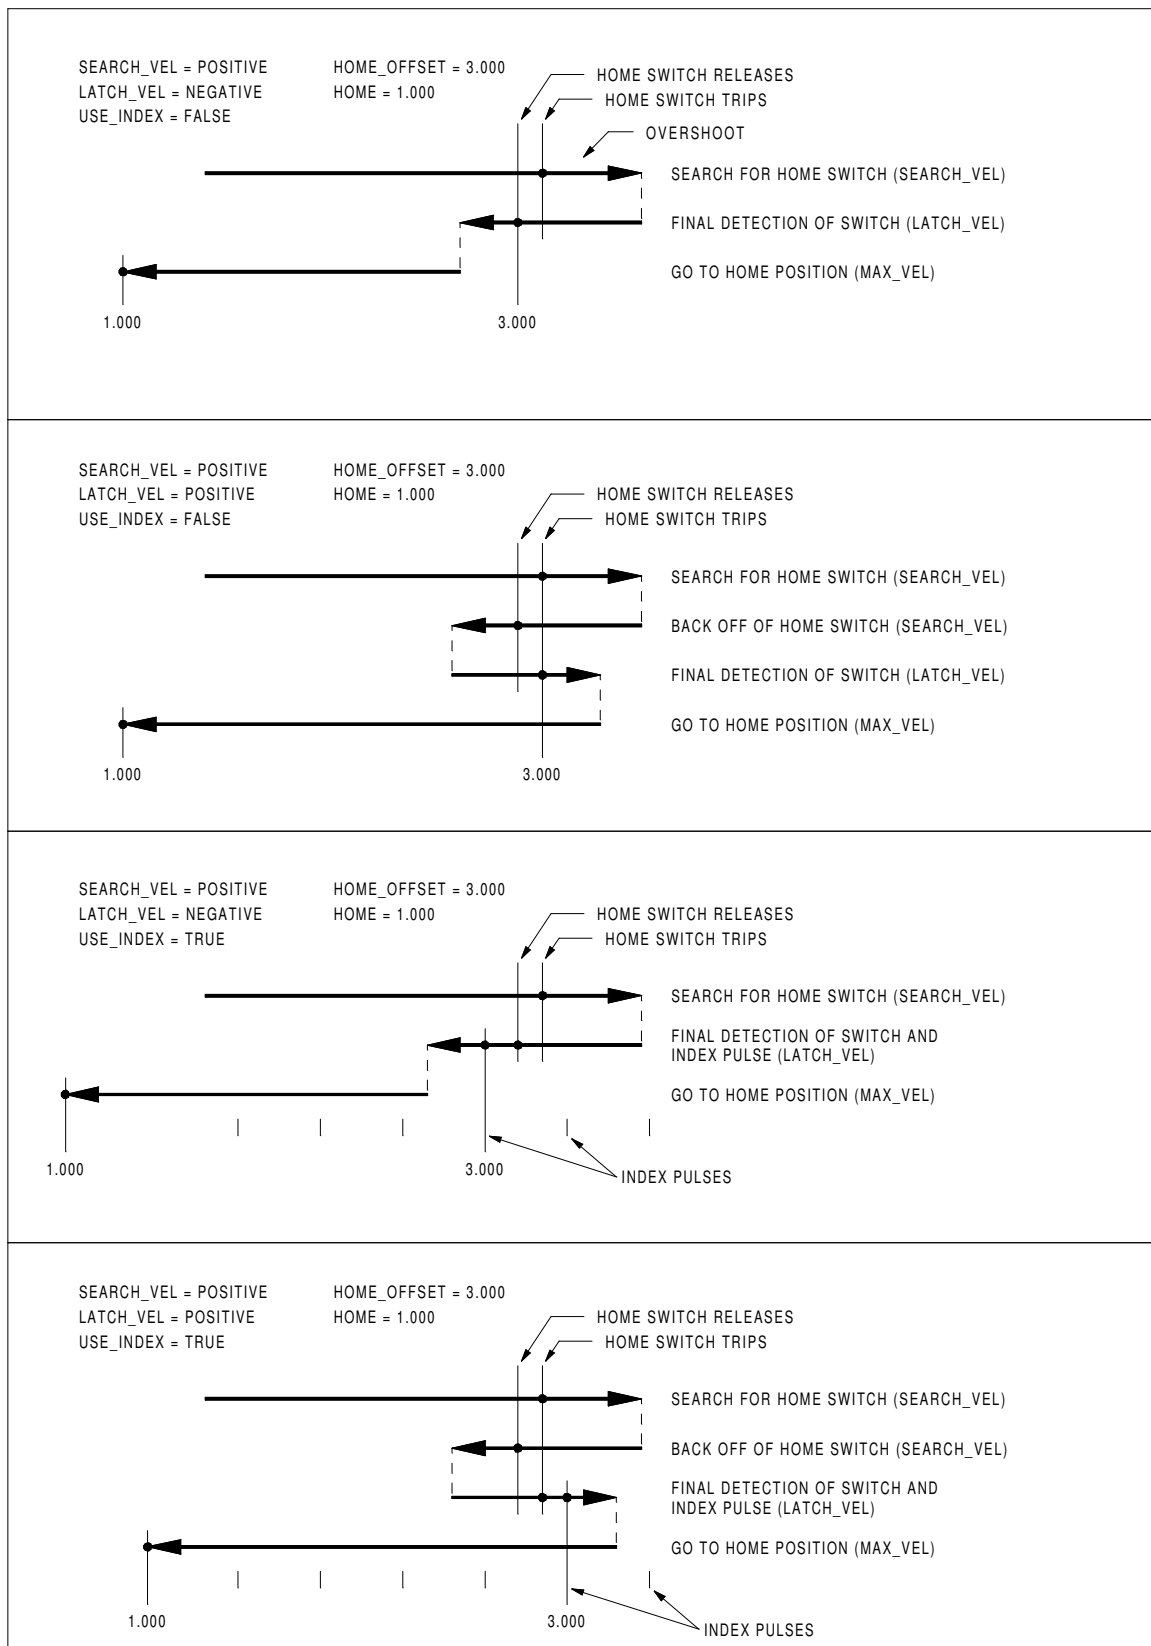 SEARCH_VEL = POSITIVE HOME_OFFSET = 3.000
LATCH_VEL = NEGATIVE HOME = 1.000
USE_INDEX = FALSE
HOME SWITCH RELEASES
HOME SWITCH TRIPS
OVERSHOOT
SEARCH FOR HOME SWITCH (SEARCH_VEL)
FINAL DETECTION OF SWITCH (LATCH_VEL)
GO TO HOME POSITION (MAX_VEL)
1.000 3.000
SEARCH_VEL = POSITIVE HOME_OFFSET = 3.000
LATCH_VEL = POSITIVE HOME = 1.000
USE_INDEX = FALSE
HOME SWITCH RELEASES
HOME SWITCH TRIPS
SEARCH FOR HOME SWITCH (SEARCH_VEL)
BACK OFF OF HOME SWITCH (SEARCH_VEL)
FINAL DETECTION OF SWITCH (LATCH_VEL)
GO TO HOME POSITION (MAX_VEL)
1.000 3.000
SEARCH_VEL = POSITIVE HOME_OFFSET = 3.000
LATCH_VEL = NEGATIVE HOME = 1.000
USE_INDEX = TRUE
HOME SWITCH RELEASES
HOME SWITCH TRIPS
SEARCH FOR HOME SWITCH (SEARCH_VEL)
FINAL DETECTION OF SWITCH AND
INDEX PULSE (LATCH_VEL)
GO TO HOME POSITION (MAX_VEL)
1.000 3.000
INDEX PULSES
SEARCH_VEL = POSITIVE HOME_OFFSET = 3.000
LATCH_VEL = POSITIVE HOME = 1.000
USE_INDEX = TRUE
HOME SWITCH RELEASES
HOME SWITCH TRIPS
SEARCH FOR HOME SWITCH (SEARCH_VEL)
BACK OFF OF HOME SWITCH (SEARCH_VEL)
FINAL DETECTION OF SWITCH AND
INDEX PULSE (LATCH_VEL)
GO TO HOME POSITION (MAX_VEL)
1.000 3.000
INDEX PULSES